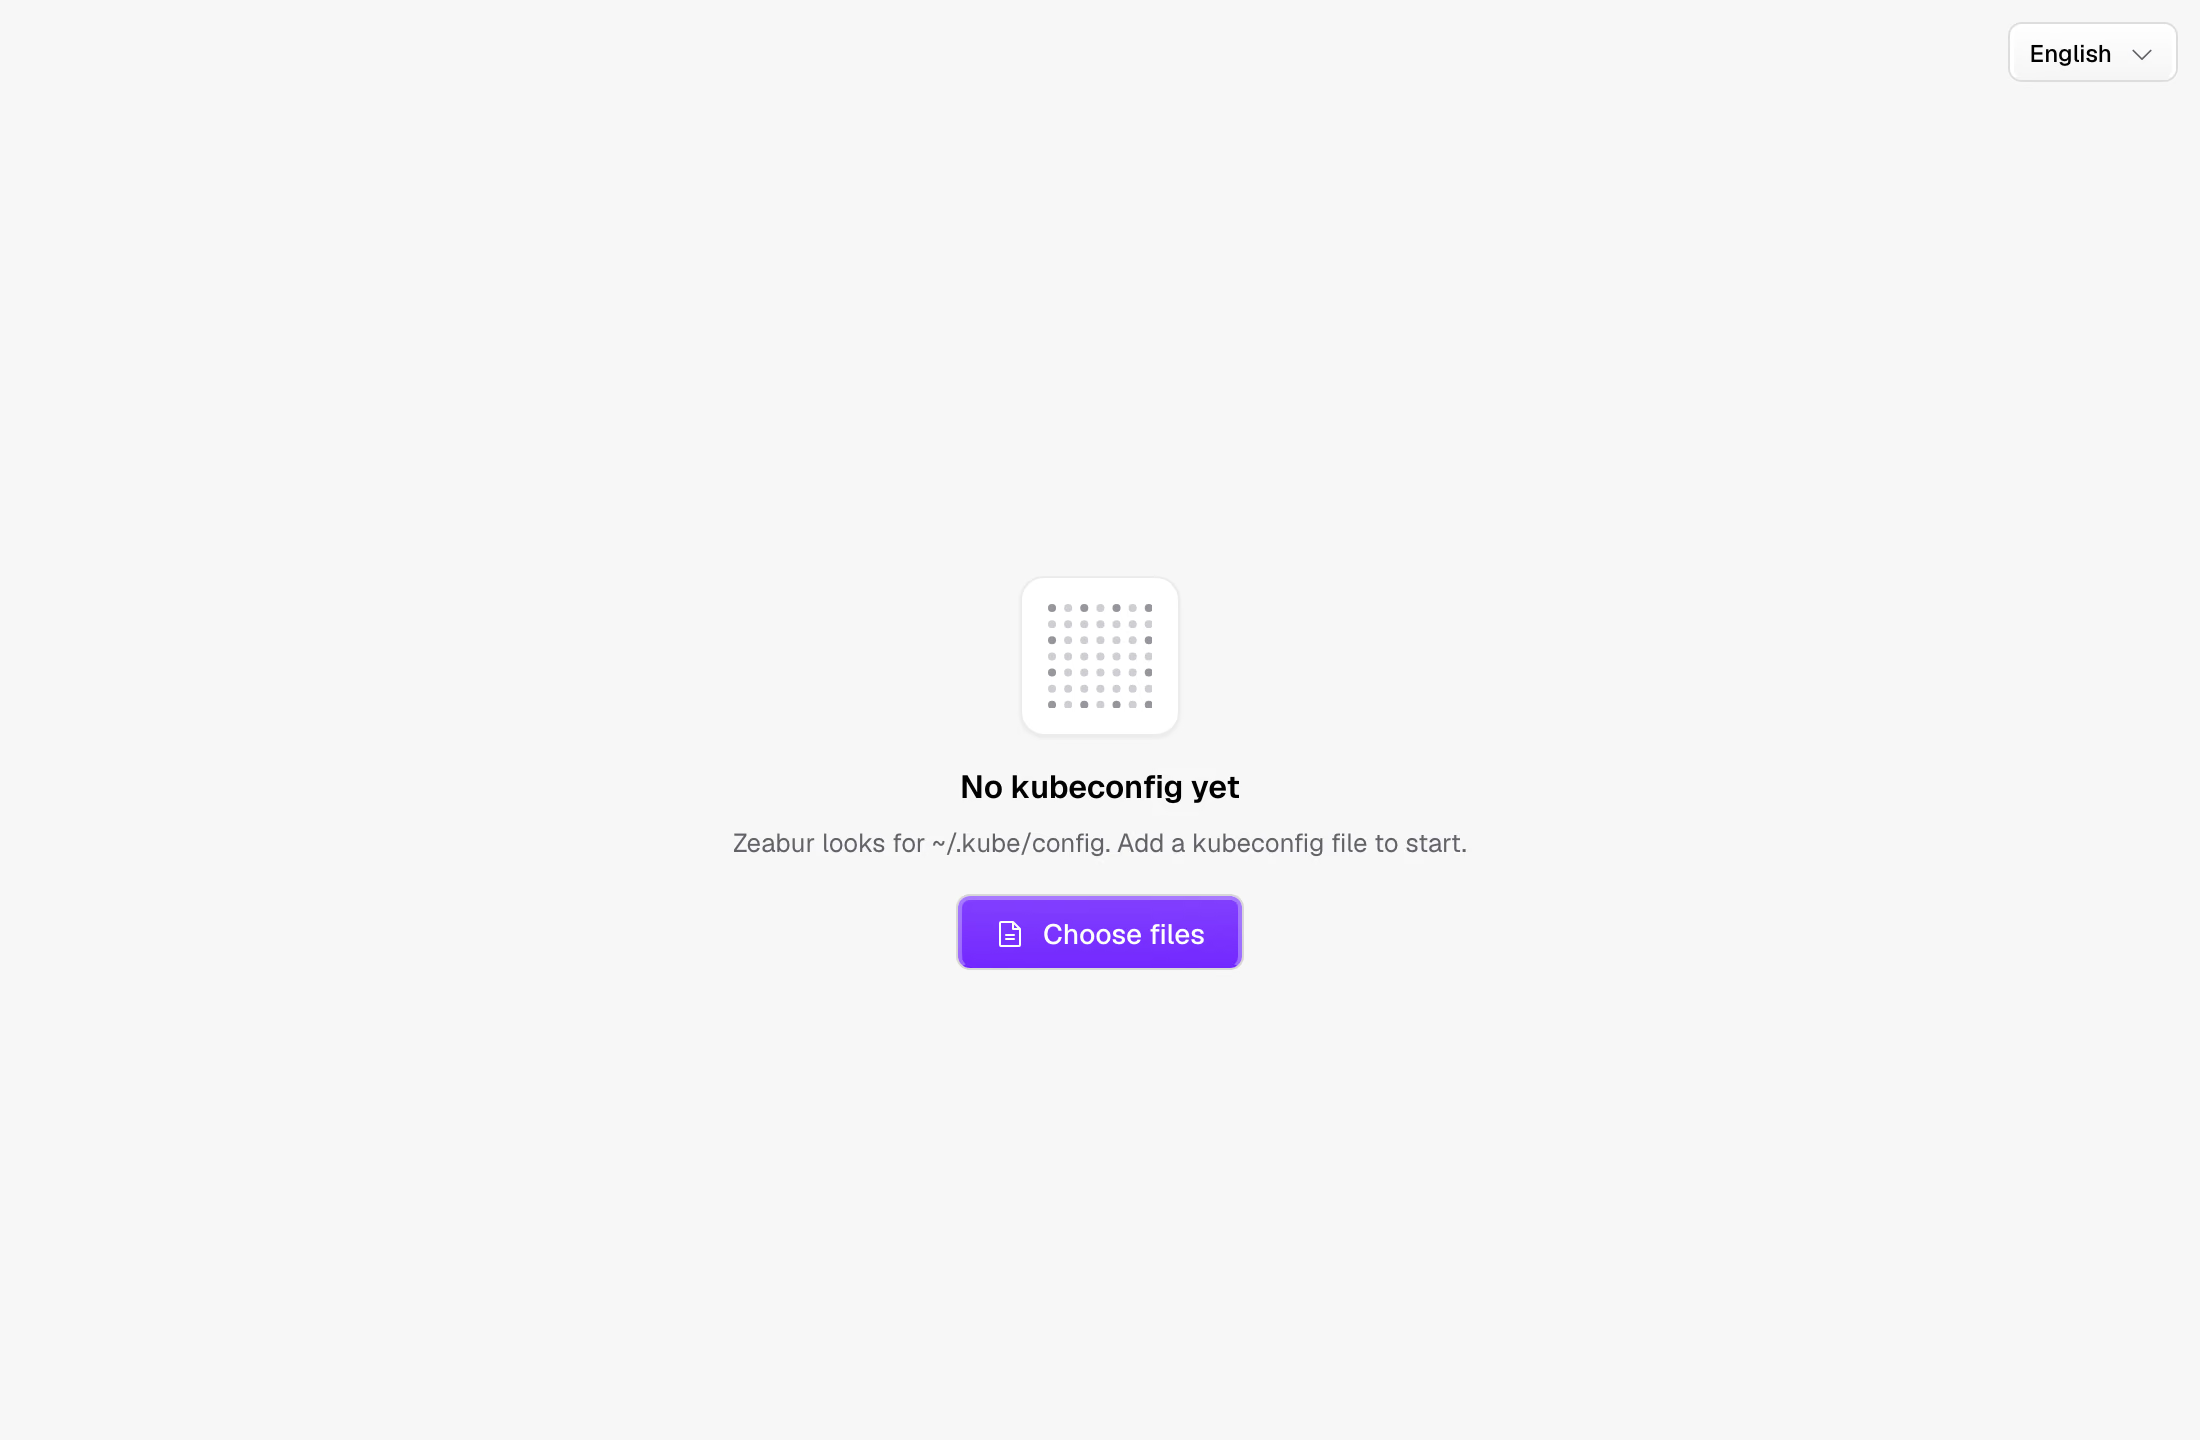 English
No kubeconfig yet
Zeabur looks for ~/.kube/config. Add a kubeconfig file to start.
Choose files